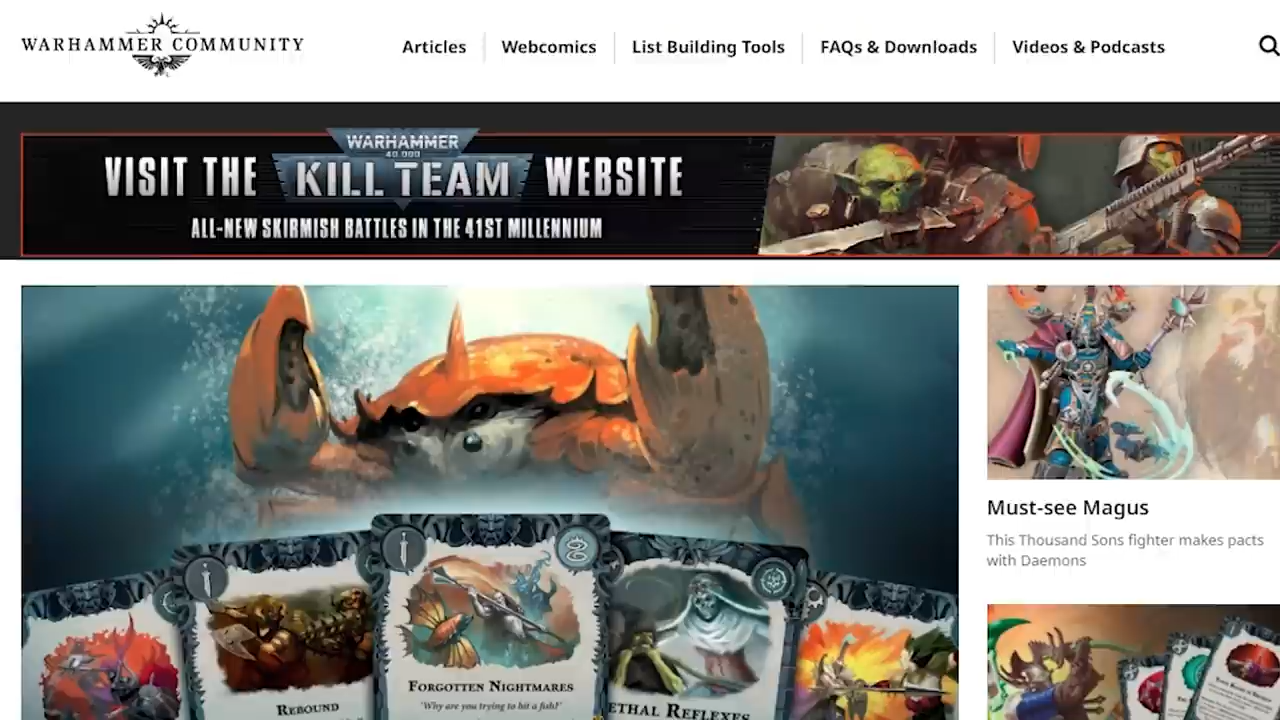 WARHAMMER COMMUNITY
Articles
Webcomics
List Building Tools
FAQs & Downloads
Videos & Podcasts
WARHAMMER
40,000
VISIT THE KILL TEAM WEBSITE
ALL-NEW SKIRMISH BATTLES IN THE 41ST MILLENNIUM
Must-see Magus
This Thousand Sons fighter makes pacts
with Daemons
FORGOTTEN NIGHTMARES
'Why are you trying to hit a fish?'
REBOUND
ETHAL REFLEXES